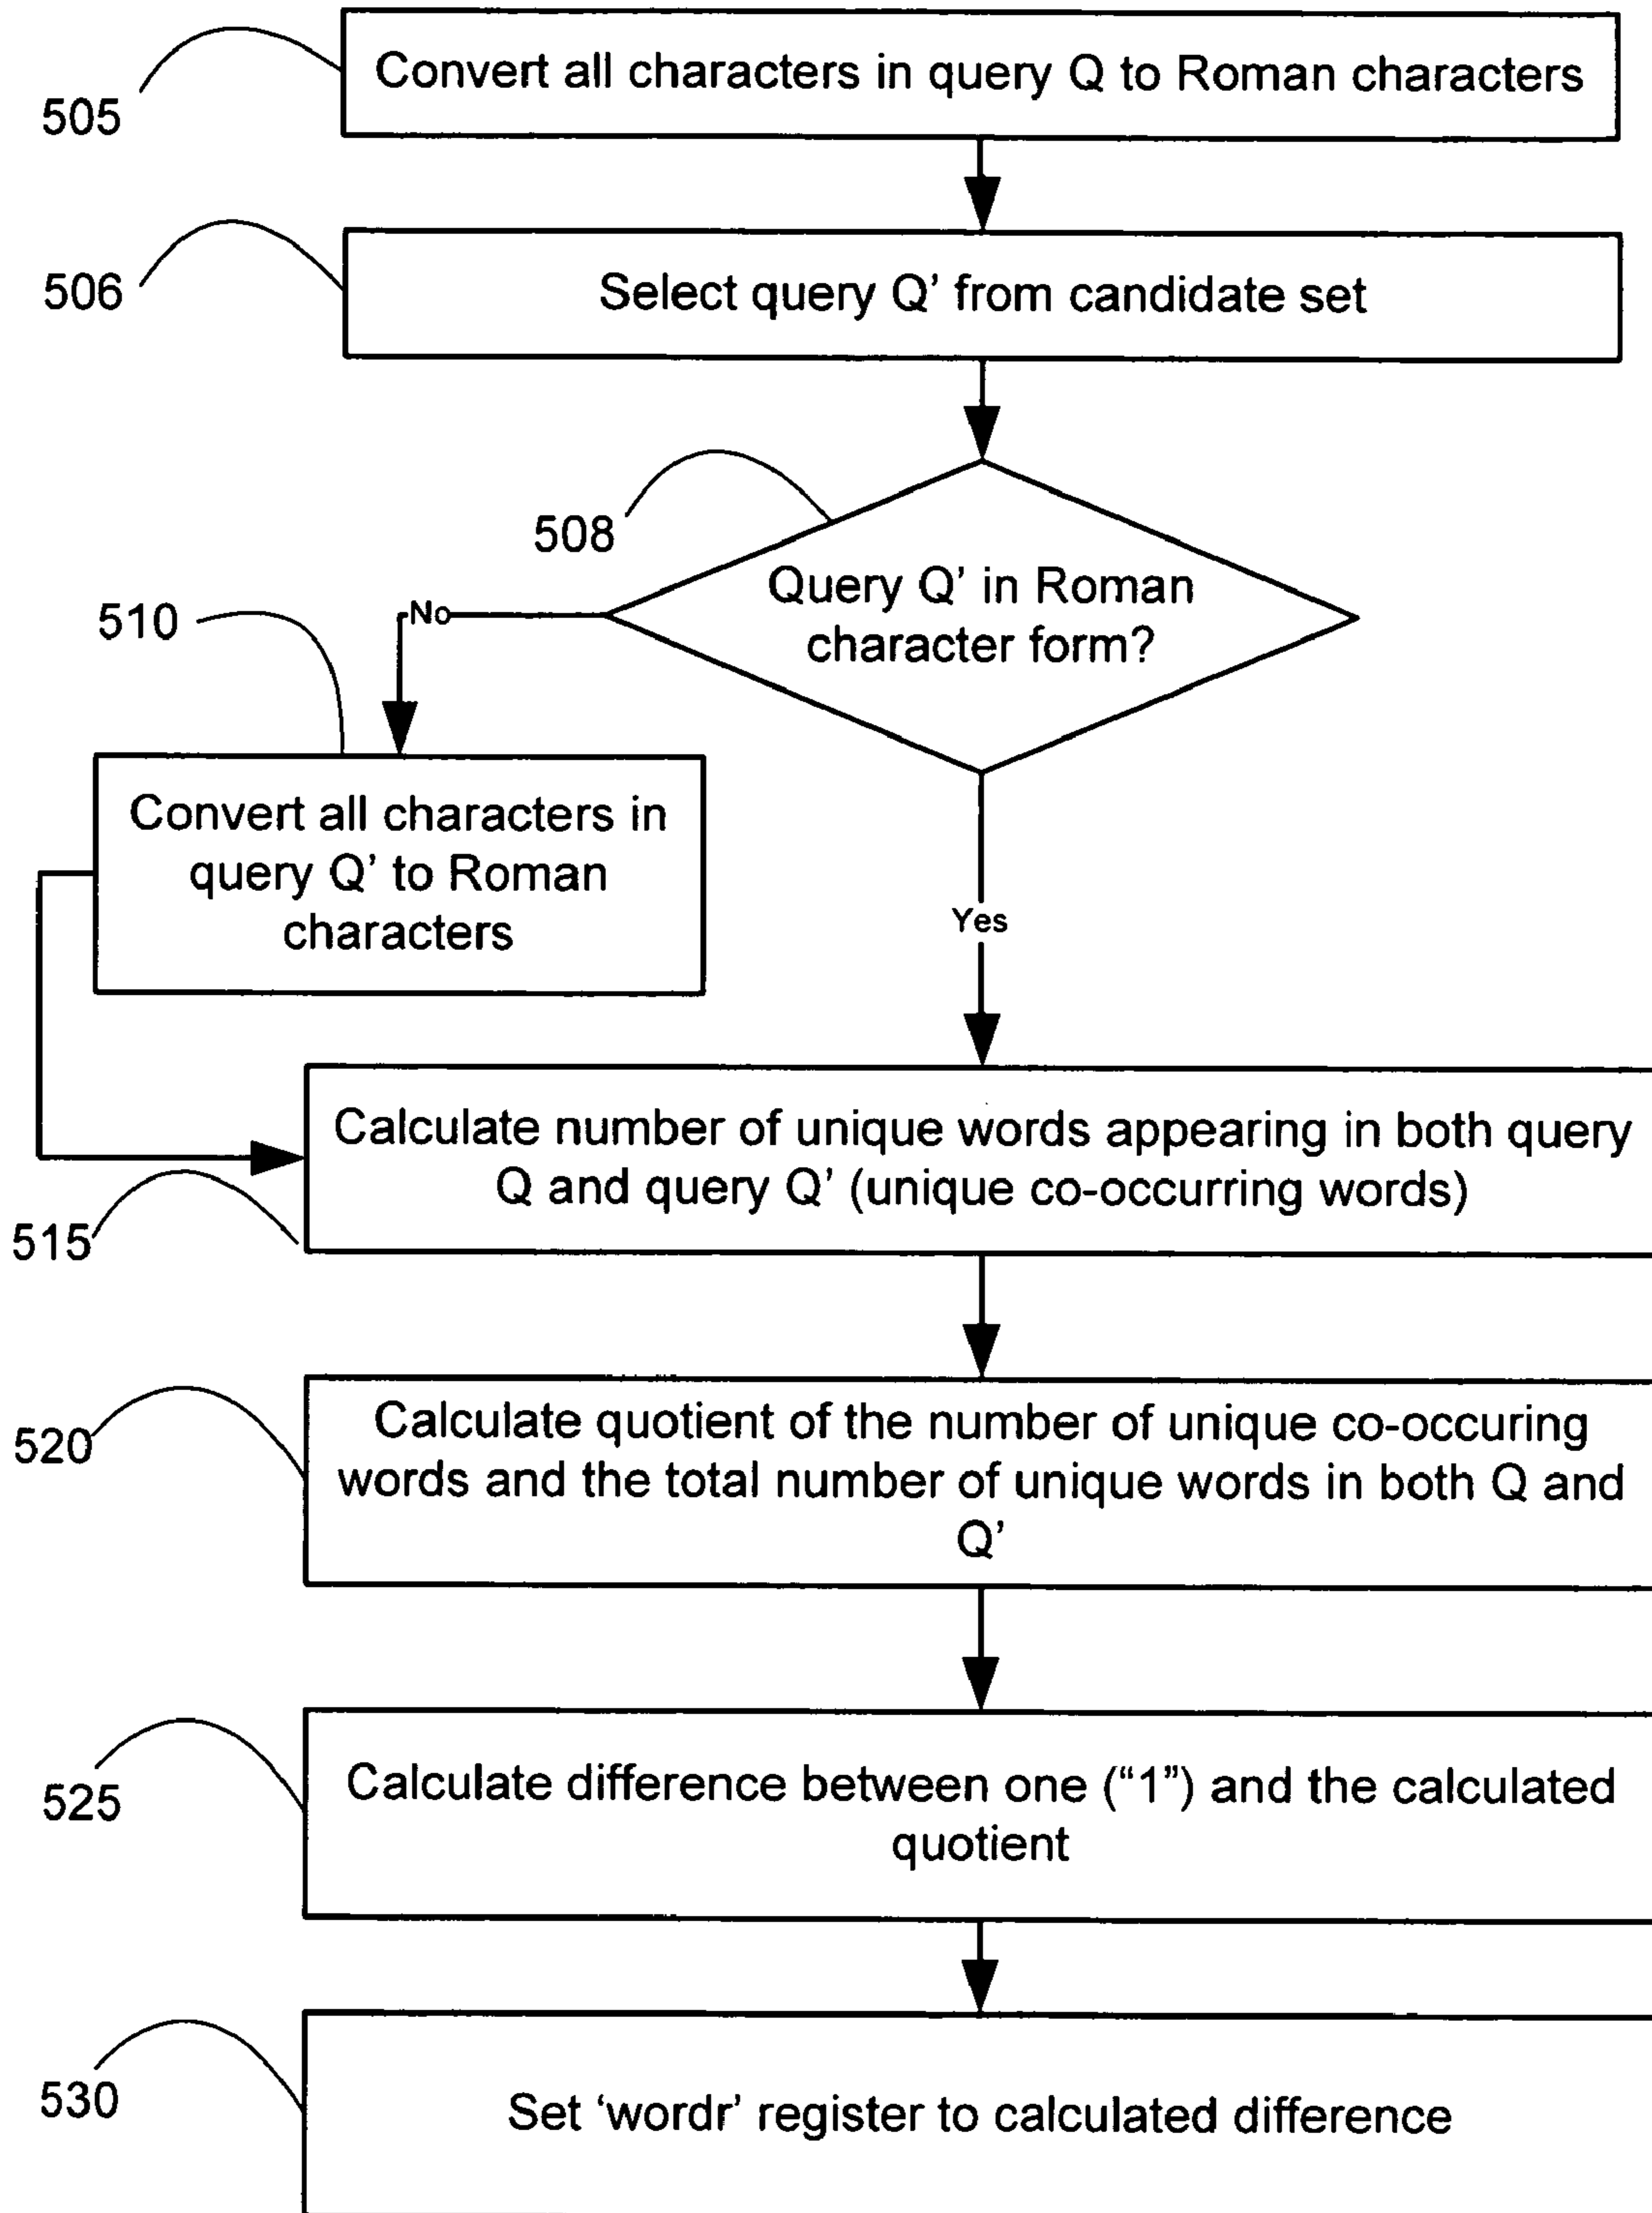 505
Convert all characters in query Q to Roman characters
506
Select query Q’ from candidate set
508
Query Q’ in Roman
character form?
No
510
Convert all characters in
query Q’ to Roman
characters
Yes
515
Calculate number of unique words appearing in both query
Q and query Q’ (unique co-occurring words)
520
Calculate quotient of the number of unique co-occuring
words and the total number of unique words in both Q and
Q’
525
Calculate difference between one (“1”) and the calculated
quotient
530
Set ‘wordr’ register to calculated difference